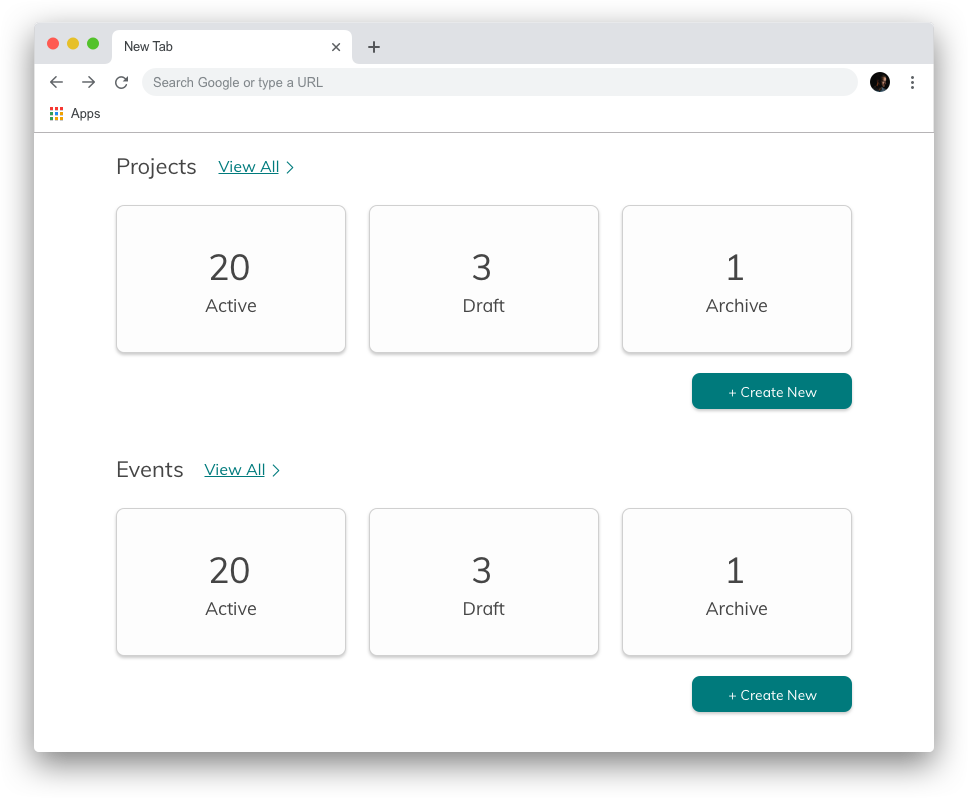 New Tab
Search Google or type a URL
Apps
Projects View All
20 3 1
Active Draft Archive
+ Create New
Events View All
20 3 1
Active Draft Archive
+ Create New